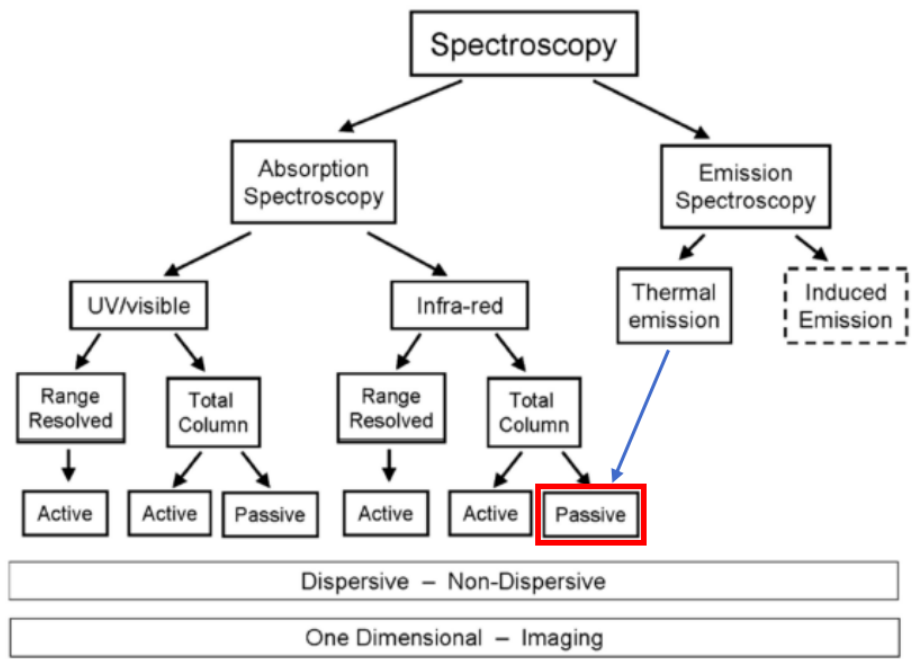 Spectroscopy
Absorption
Spectroscopy
Emission
Spectroscopy
UV/visible
Infra-red
Thermal
emission
Induced
Emission
Range
Resolved
Total
Column
Range
Resolved
Total
Column
Active
Active
Passive
Active
Active
Passive
Dispersive – Non-Dispersive
One Dimensional – Imaging